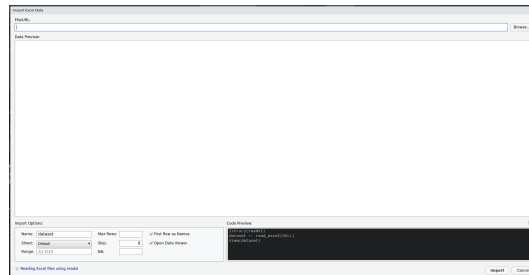 Import Excel Data
File/URL:
Browse...
Data Preview:
Import Options:
Name: dataset
Max Rows:
First Row as Names
Sheet: Default
Skip: 0
Open Data Viewer
Range: A1:D10
NA:
Code Preview:
library(readxl)
dataset <- read_excel(NULL)
View(dataset)
Reading Excel files using readxl
Import
Cance